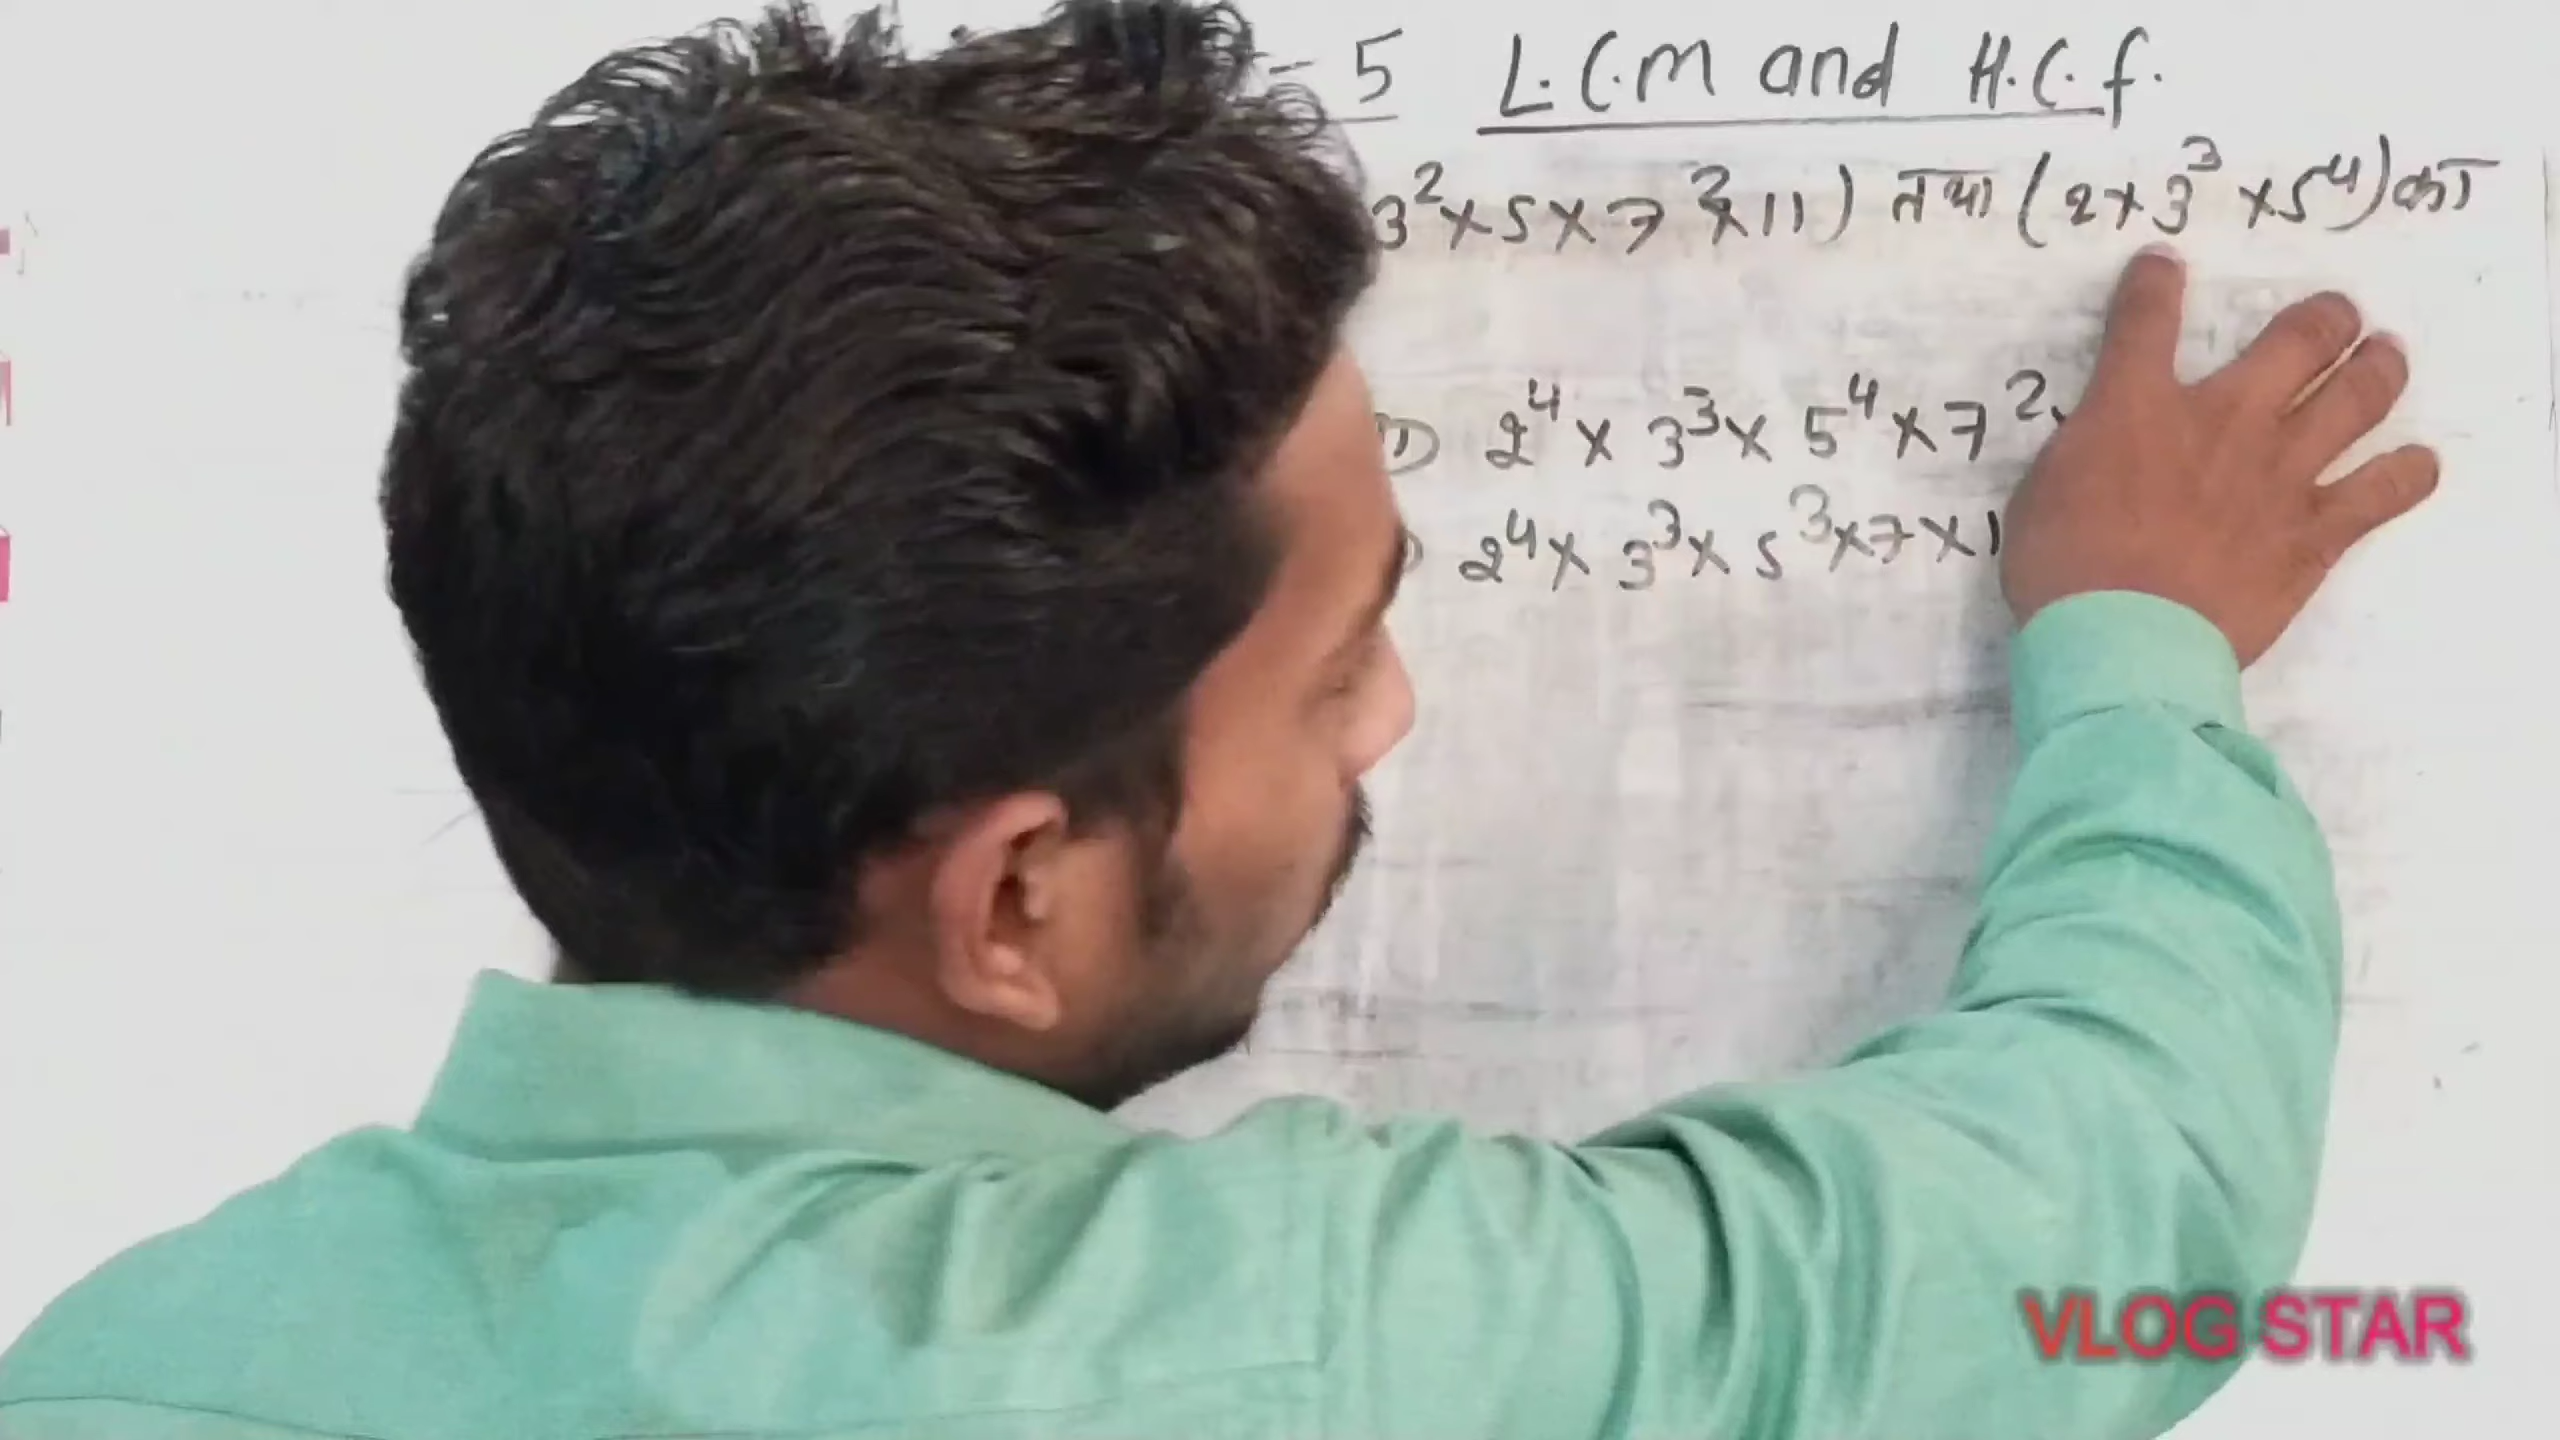 - 5 L.C.M and H.C.f.
3²×5×7²×11) तथा (2×3³×5⁴) का
2⁴× 3³× 5⁴×7²
2⁴× 3³× 5³×7×1
VLOG STAR